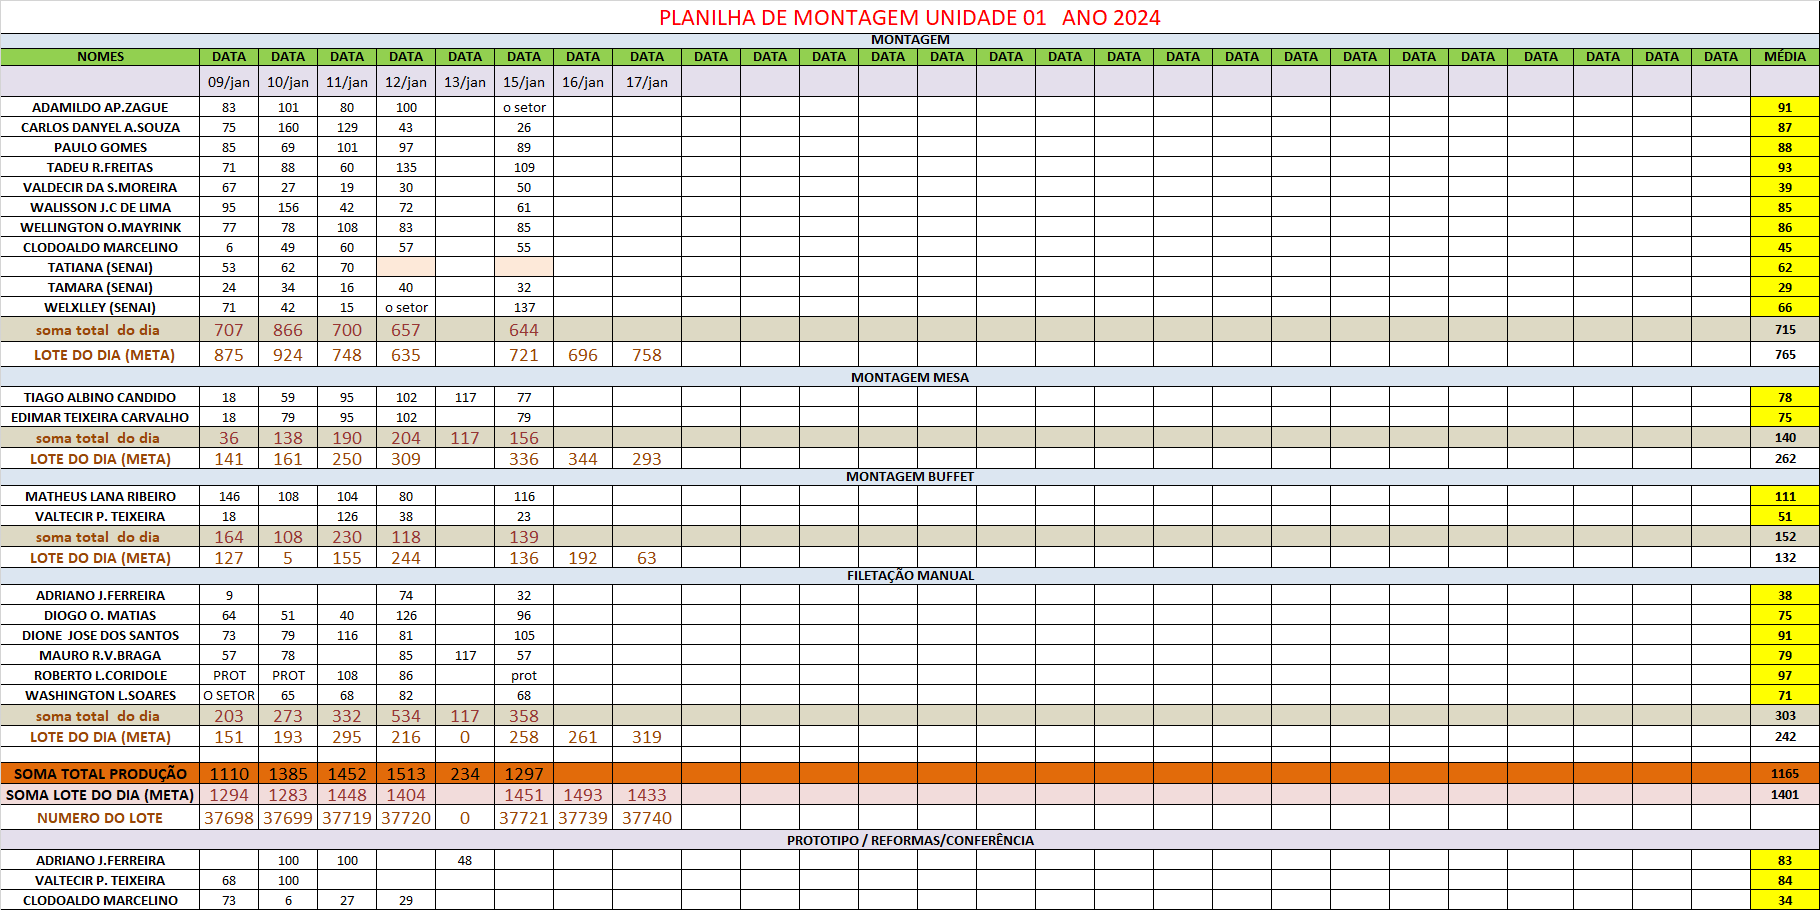 PLANILHA DE MONTAGEM UNIDADE 01 ANO 2024
MONTAGEM
NOMES DATA DATA DATA DATA DATA DATA DATA DATA DATA DATA DATA DATA DATA DATA DATA DATA DATA DATA DATA DATA DATA DATA DATA DATA DATA DATA MÉDIA
09/jan 10/jan 11/jan 12/jan 13/jan 15/jan 16/jan 17/jan
ADAMILDO AP.ZAGUE 83 101 80 100 o setor 91
CARLOS DANYEL A.SOUZA 75 160 129 43 26 87
PAULO GOMES 85 69 101 97 89 88
TADEU R.FREITAS 71 88 60 135 109 93
VALDECIR DA S.MOREIRA 67 27 19 30 50 39
WALISSON J.C DE LIMA 95 156 42 72 61 85
WELLINGTON O.MAYRINK 77 78 108 83 85 86
CLODOALDO MARCELINO 6 49 60 57 55 45
TATIANA (SENAI) 53 62 70 62
TAMARA (SENAI) 24 34 16 40 32 29
WELXLLEY (SENAI) 71 42 15 o setor 137 66
soma total do dia 707 866 700 657 644 715
LOTE DO DIA (META) 875 924 748 635 721 696 758 765
MONTAGEM MESA
TIAGO ALBINO CANDIDO 18 59 95 102 117 77 78
EDIMAR TEIXEIRA CARVALHO 18 79 95 102 79 75
soma total do dia 36 138 190 204 117 156 140
LOTE DO DIA (META) 141 161 250 309 336 344 293 262
MONTAGEM BUFFET
MATHEUS LANA RIBEIRO 146 108 104 80 116 111
VALTECIR P. TEIXEIRA 18 126 38 23 51
soma total do dia 164 108 230 118 139 152
LOTE DO DIA (META) 127 5 155 244 136 192 63 132
FILETAÇÃO MANUAL
ADRIANO J.FERREIRA 9 74 32 38
DIOGO O. MATIAS 64 51 40 126 96 75
DIONE JOSE DOS SANTOS 73 79 116 81 105 91
MAURO R.V.BRAGA 57 78 85 117 57 79
ROBERTO L.CORIDOLE PROT PROT 108 86 prot 97
WASHINGTON L.SOARES O SETOR 65 68 82 68 71
soma total do dia 203 273 332 534 117 358 303
LOTE DO DIA (META) 151 193 295 216 0 258 261 319 242
SOMA TOTAL PRODUÇÃO 1110 1385 1452 1513 234 1297 1165
SOMA LOTE DO DIA (META) 1294 1283 1448 1404 1451 1493 1433 1401
NUMERO DO LOTE 37698 37699 37719 37720 0 37721 37739 37740
PROTOTIPO / REFORMAS/CONFERÊNCIA
ADRIANO J.FERREIRA 100 100 48 83
VALTECIR P. TEIXEIRA 68 100 84
CLODOALDO MARCELINO 73 6 27 29 34